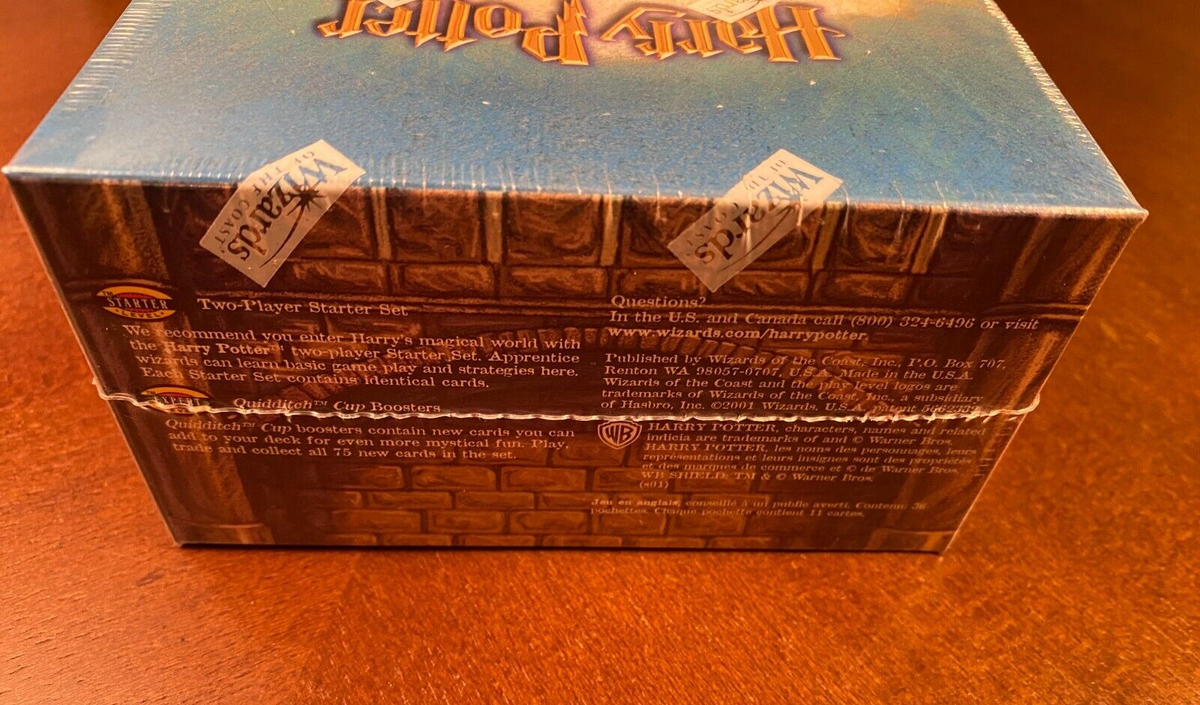 Harry Potter
Wizards
OF THE COAST
Wizards
OF THE COAST
STARTER
LEVEL
Two-Player Starter Set
We recommend you enter Harry's magical world with
the Harry Potter™ two-player Starter Set. Apprentice
wizards can learn basic game play and strategies here.
Each Starter Set contains identical cards.
EXPERT
Quidditch™ Cup Boosters
Quidditch™ Cup boosters contain new cards you can
add to your deck for even more mystical fun. Play,
trade and collect all 75 new cards in the set.
Questions?
In the U.S. and Canada call (800) 324-6496 or visit
www.wizards.com/harrypotter.
Published by Wizards of the Coast, Inc., P.O. Box 707,
Renton WA 98057-0707, U.S.A. Made in the U.S.A.
Wizards of the Coast and the play level logos are
trademarks of Wizards of the Coast, Inc., a subsidiary
of Hasbro, Inc. ©2001 Wizards. U.S.A. patent
WB
HARRY POTTER, characters, names and related
indicia are trademarks of and © Warner Bros.
HARRY POTTER, les noms des personnages, leurs
représentations et leurs insignes sont des propriétés
et des marques de commerce et © de Warner Bros.
WB SHIELD: TM & © Warner Bros.
(s01)
Jeu en anglais, conseillé à un public averti. Contenu: 36
pochettes. Chaque pochette contient 11 cartes.